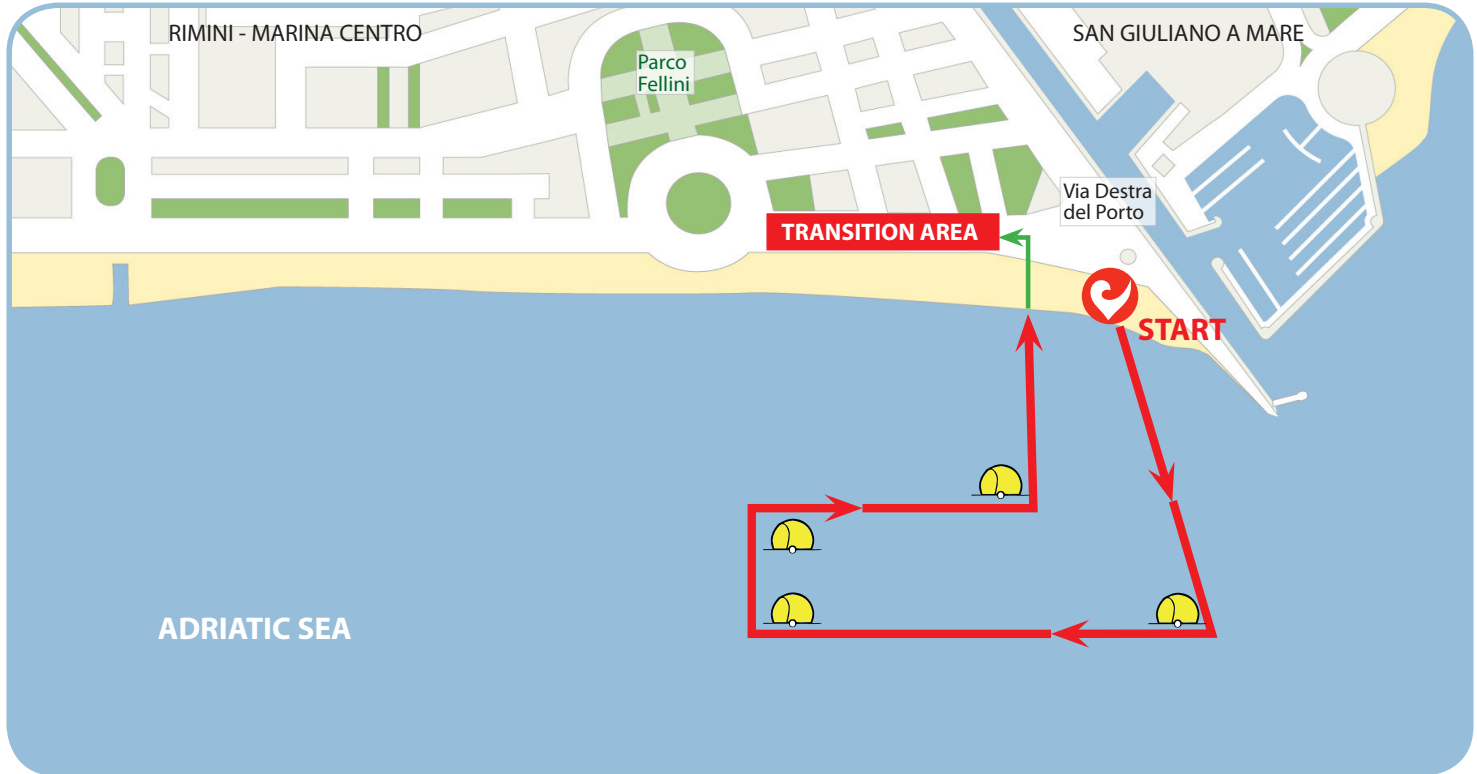 RIMINI - MARINA CENTRO
SAN GIULIANO A MARE
Parco
Fellini
Via Destra
del Porto
TRANSITION AREA
START
ADRIATIC SEA